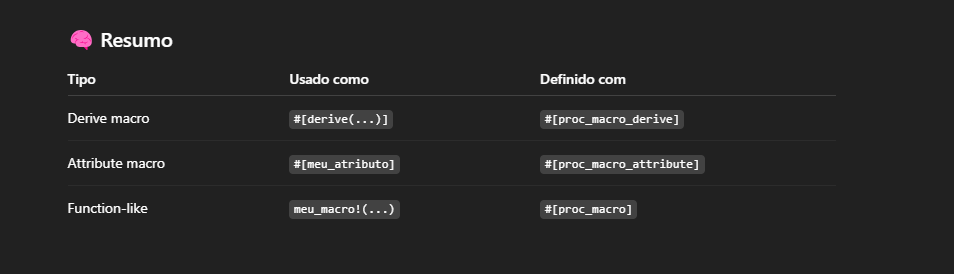 🧠 Resumo
Tipo Usado como Definido com
Derive macro #[derive(...)] #[proc_macro_derive]
Attribute macro #[meu_atributo] #[proc_macro_attribute]
Function-like meu_macro!(...) #[proc_macro]